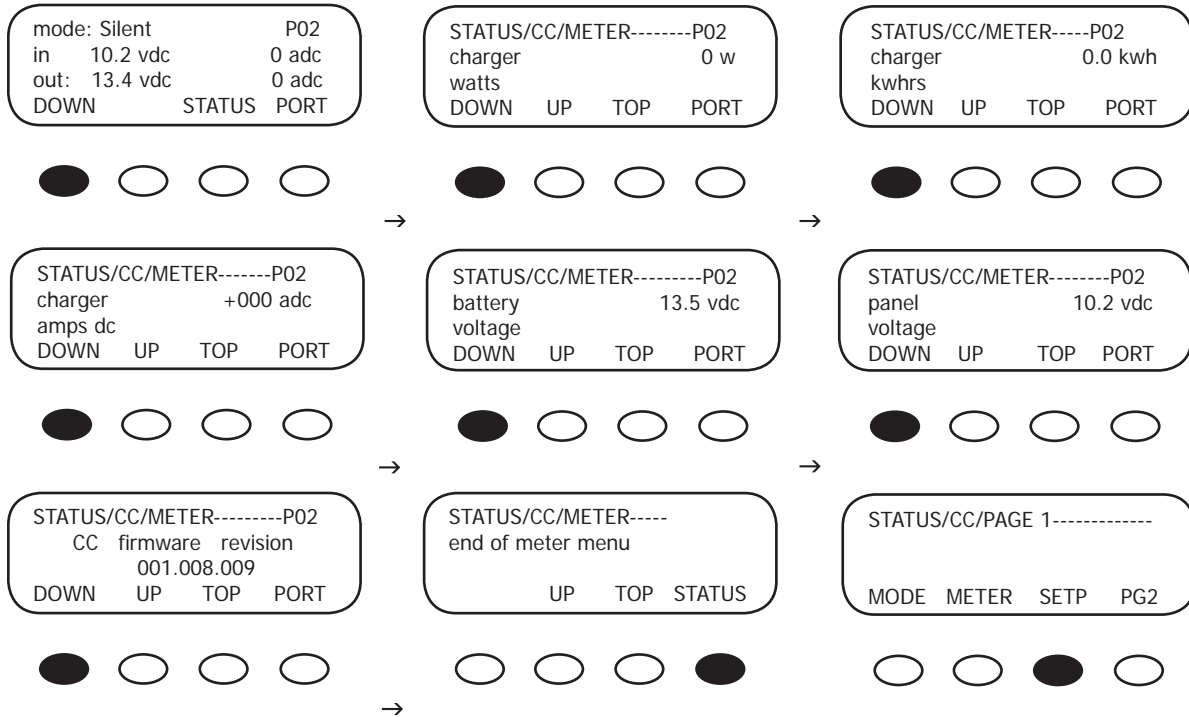 mode: Silent P02
in 10.2 vdc 0 adc
out: 13.4 vdc 0 adc
DOWN STATUS PORT
STATUS/CC/METER--------P02
charger 0 w
watts
DOWN UP TOP PORT
STATUS/CC/METER-----P02
charger 0.0 kwh
kwhrs
DOWN UP TOP PORT
→ →
STATUS/CC/METER-------P02
charger +000 adc
amps dc
DOWN UP TOP PORT
STATUS/CC/METER---------P02
battery 13.5 vdc
voltage
DOWN UP TOP PORT
STATUS/CC/METER--------P02
panel 10.2 vdc
voltage
DOWN UP TOP PORT
→ →
STATUS/CC/METER---------P02
CC firmware revision
001.008.009
DOWN UP TOP PORT
STATUS/CC/METER-----
end of meter menu
UP TOP STATUS
STATUS/CC/PAGE 1-------------
MODE METER SETP PG2
→